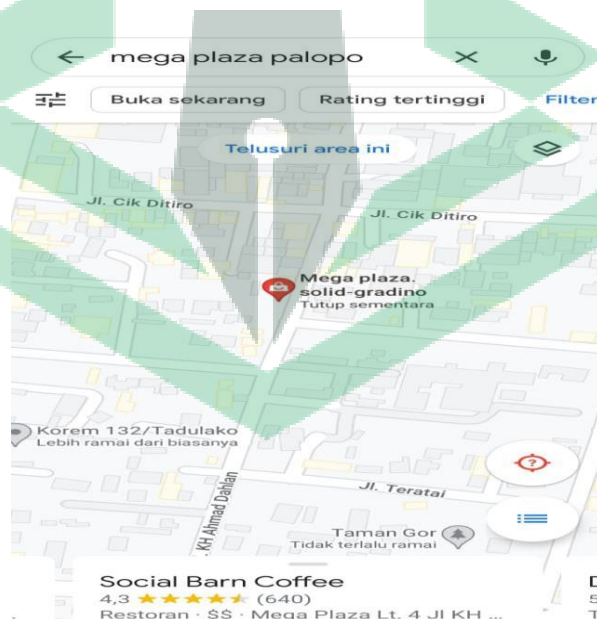 mega plaza palopo
Buka sekarang
Rating tertinggi
Filter
Telusuri area ini
Jl. Cik Ditiro
Jl. Cik Ditiro
Mega plaza.
solid-gradino
Tutup sementara
Korem 132/Tadulako
Lebih ramai dari biasanya
KH Ahmad Dahlan
Jl. Teratai
Taman Gor
Tidak terlalu ramai
Social Barn Coffee
4,3 (640)
Restoran · $$ · Mega Plaza Lt. 4 Jl KH ...